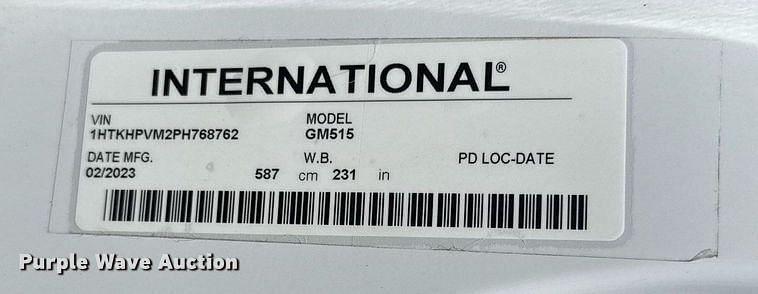 INTERNATIONAL®
VIN MODEL
1HTKHPVM2PH768762 GM515
DATE MFG. W.B. PD LOC-DATE
02/2023 587 cm 231 in
Purple Wave Auction